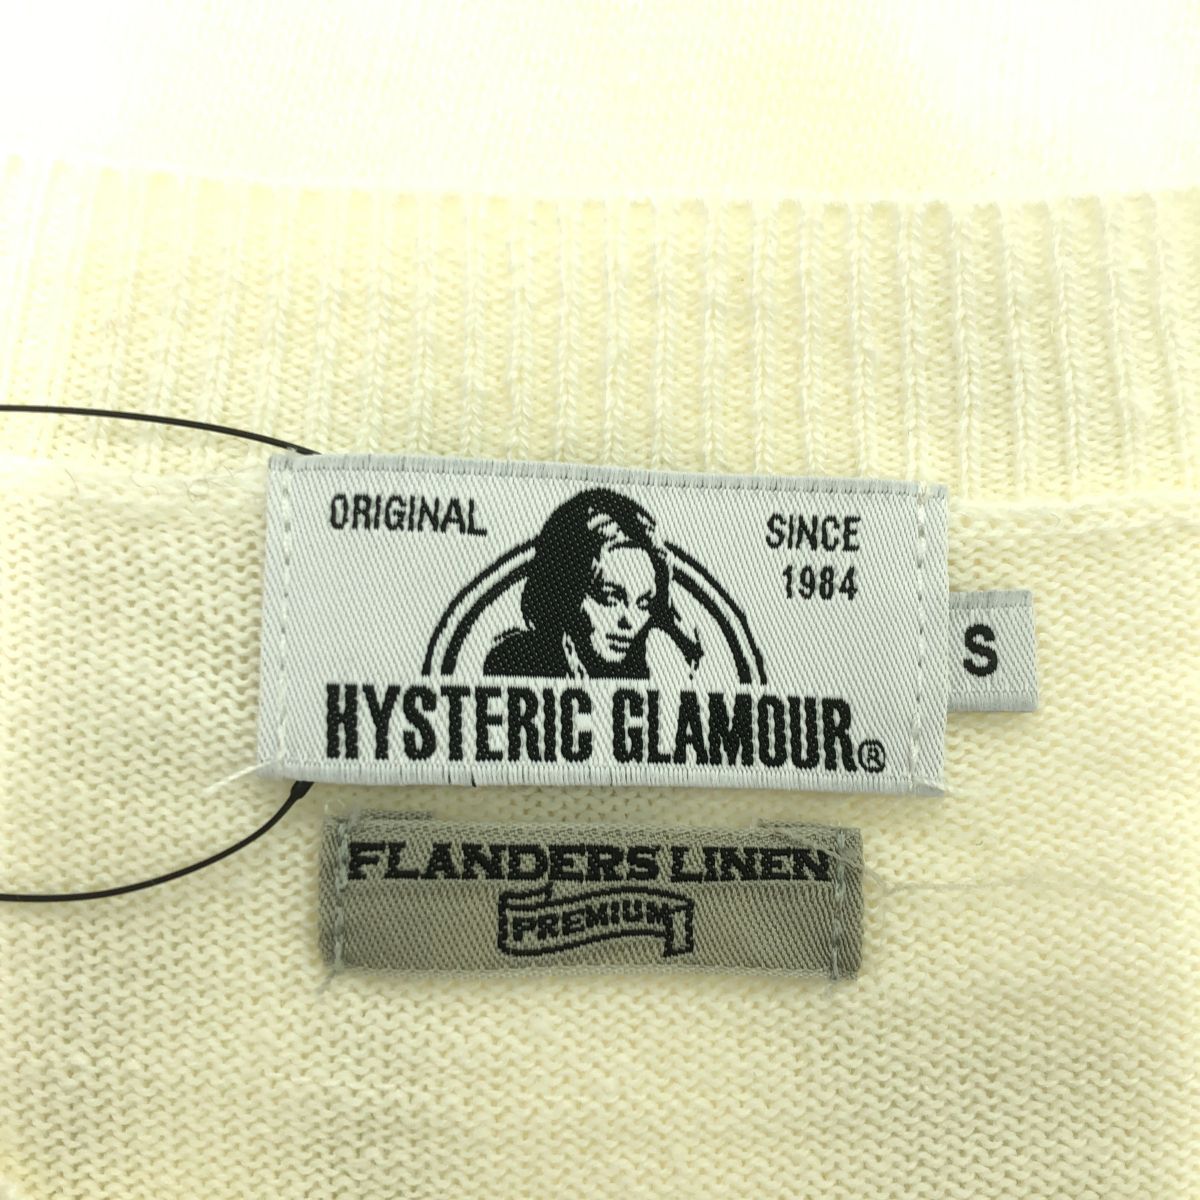 ORIGINAL
SINCE
1984
HYSTERIC GLAMOUR®
S
FLANDERS LINEN
PREMIUM